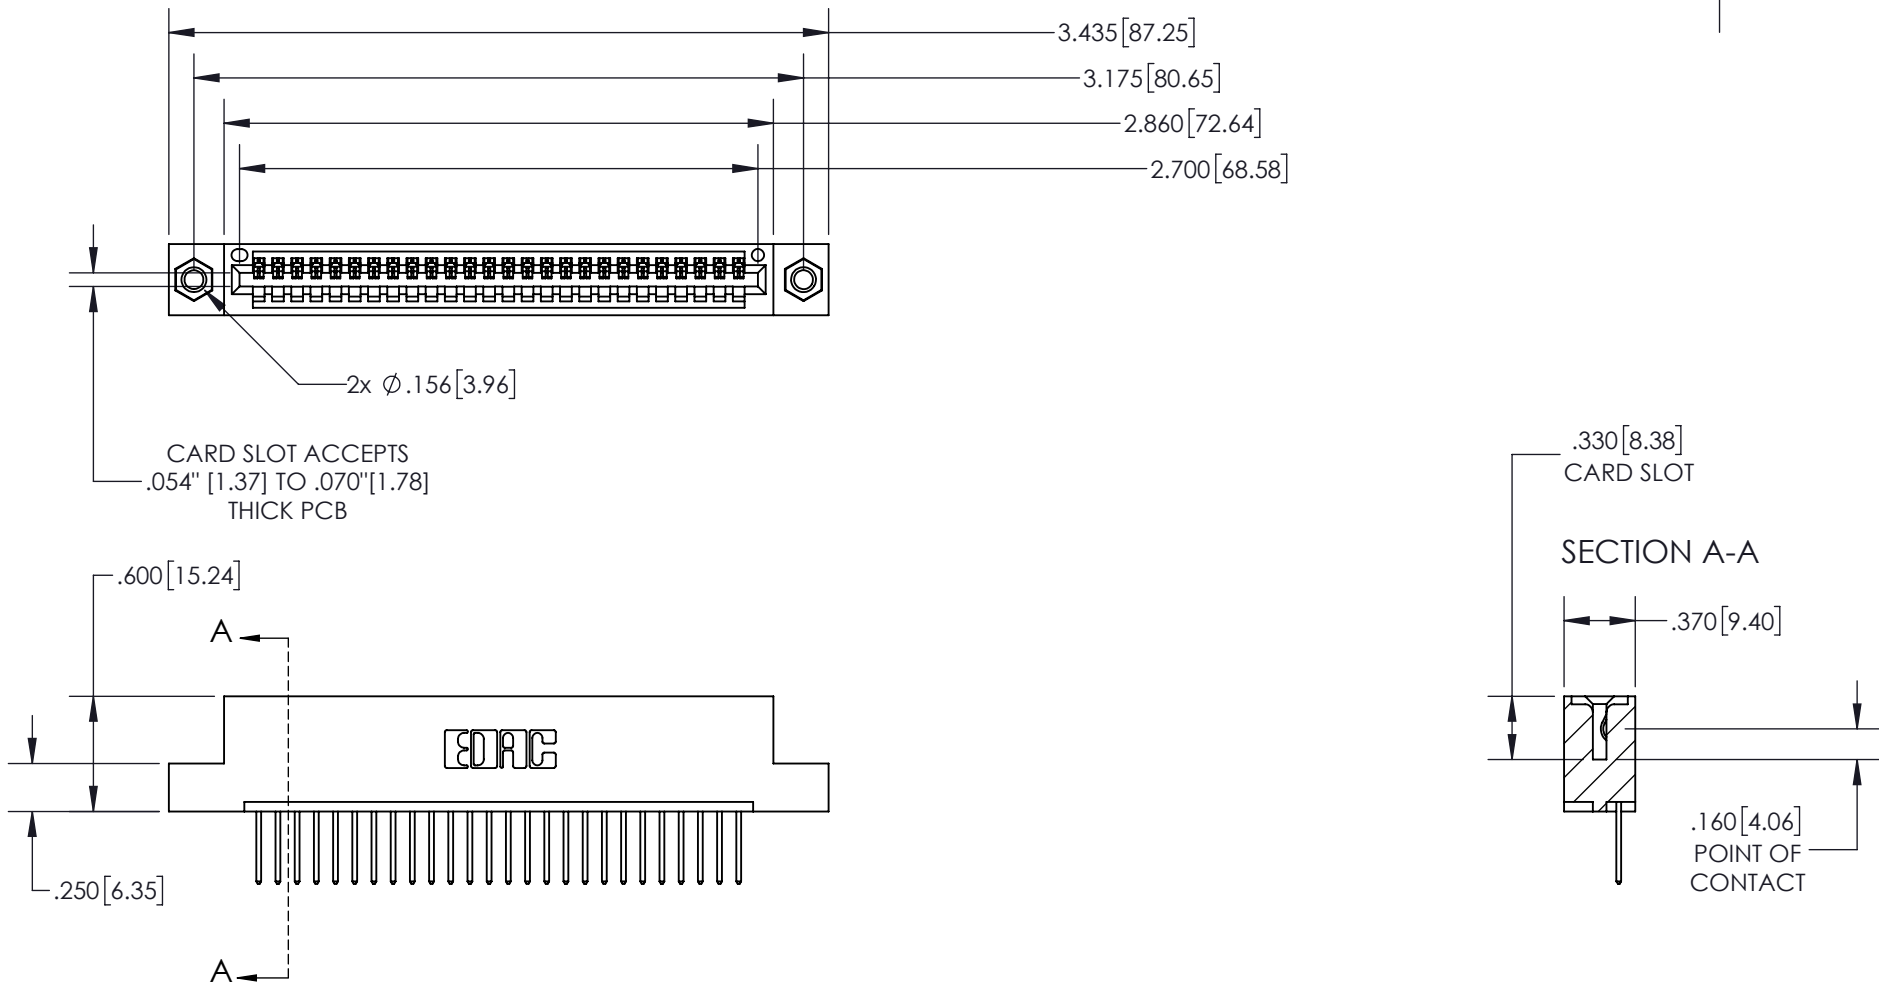 3.435[87.25]
3.175[80.65]
2.860[72.64]
2.700[68.58]
2x ⌀.156[3.96]
CARD SLOT ACCEPTS
.054" [1.37] TO .070"[1.78]
THICK PCB
.330[8.38]
CARD SLOT
SECTION A-A
.600[15.24]
.370[9.40]
A
EDAC
.160[4.06]
POINT OF
CONTACT
.250[6.35]
A